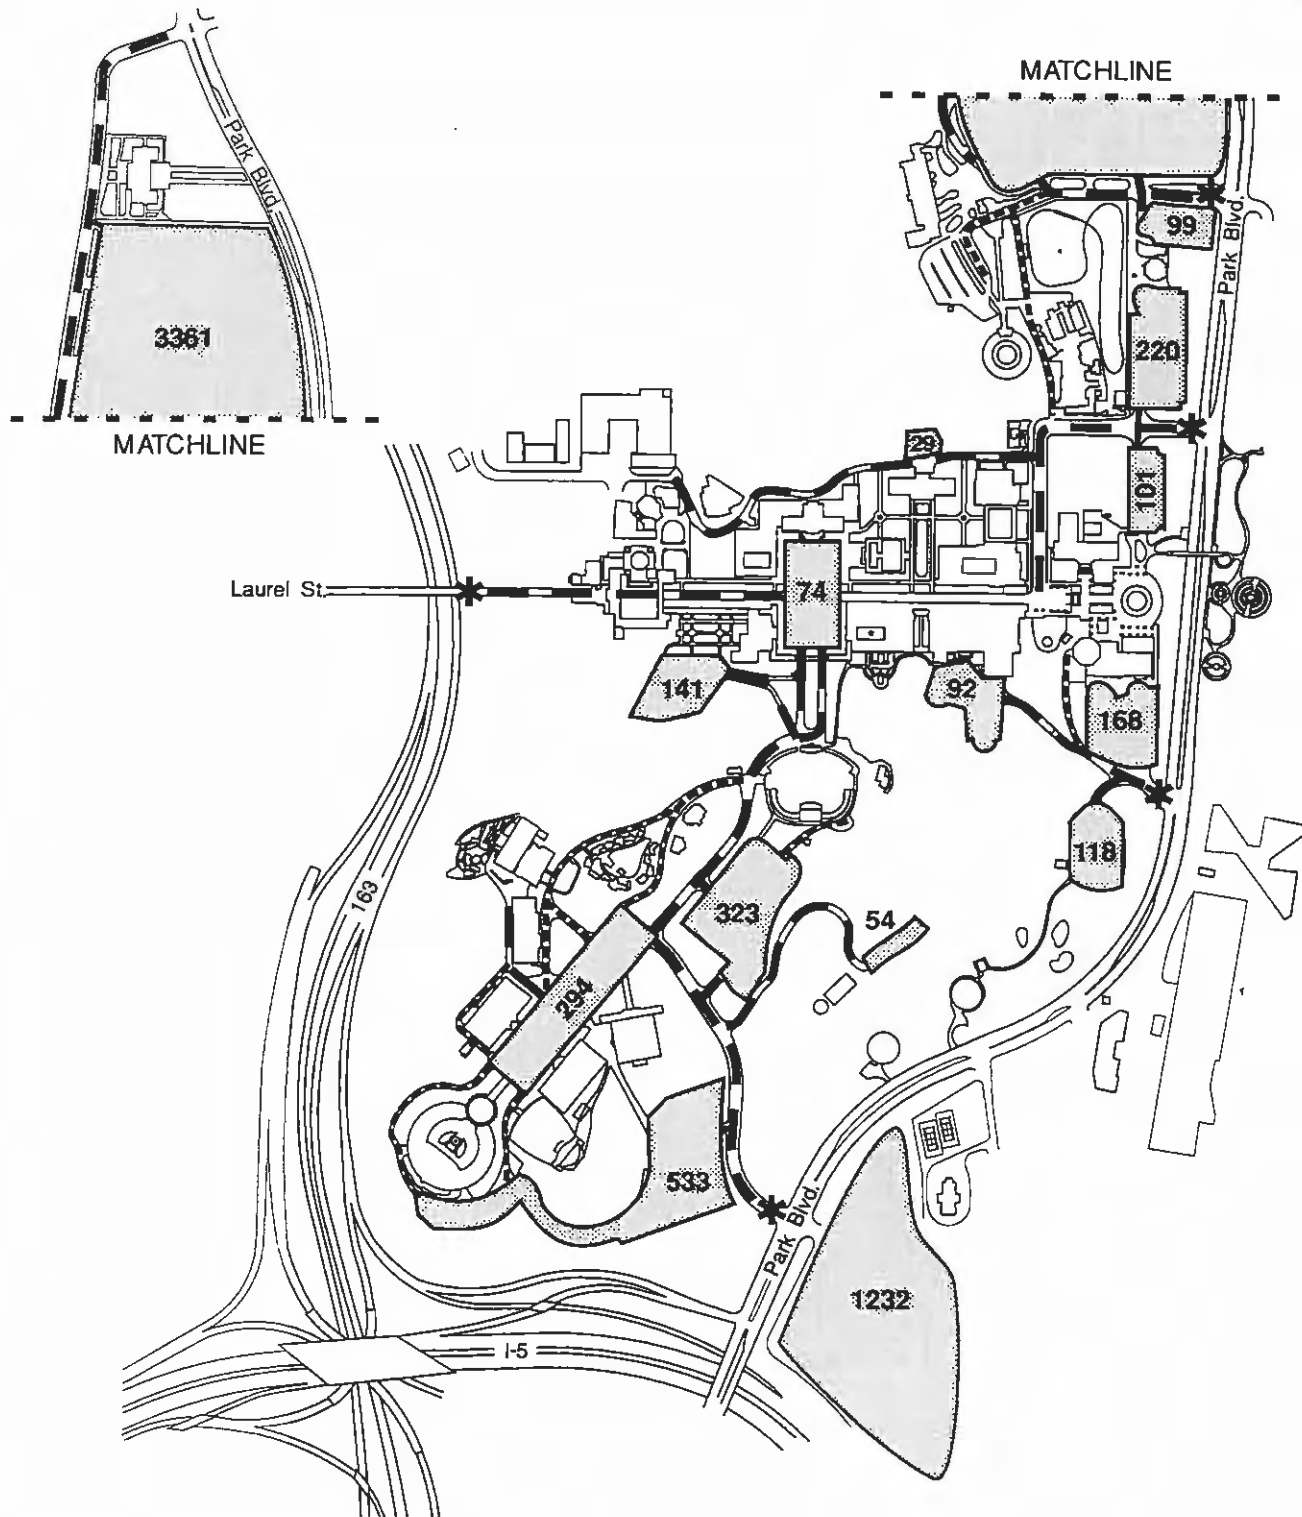 MATCHLINE
Park Blvd.
99
Park Blvd.
3361
220
MATCHLINE
29
101
Laurel St.
74
141
92
168
118
163
323
54
294
533
Park Blvd.
1232
I-5